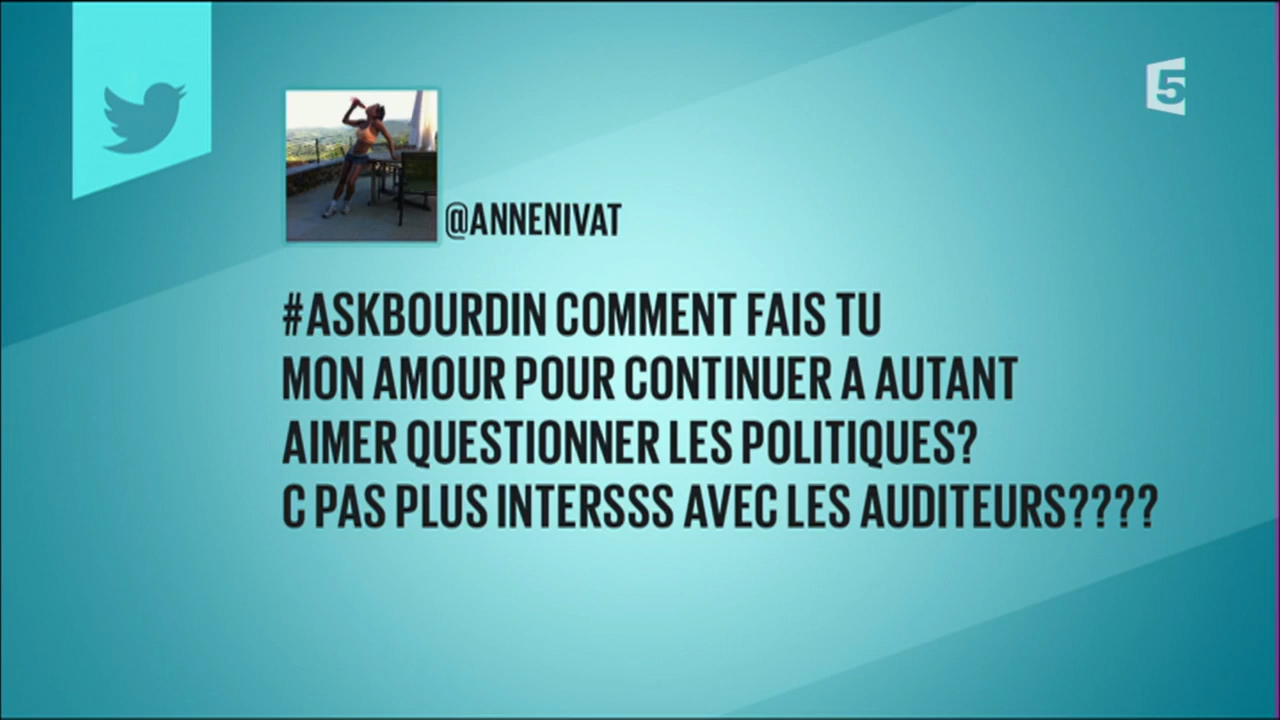 5
@ANNENIVAT
#ASKBOURDIN COMMENT FAIS TU
MON AMOUR POUR CONTINUER A AUTANT
AIMER QUESTIONNER LES POLITIQUES?
C PAS PLUS INTERSSS AVEC LES AUDITEURS????